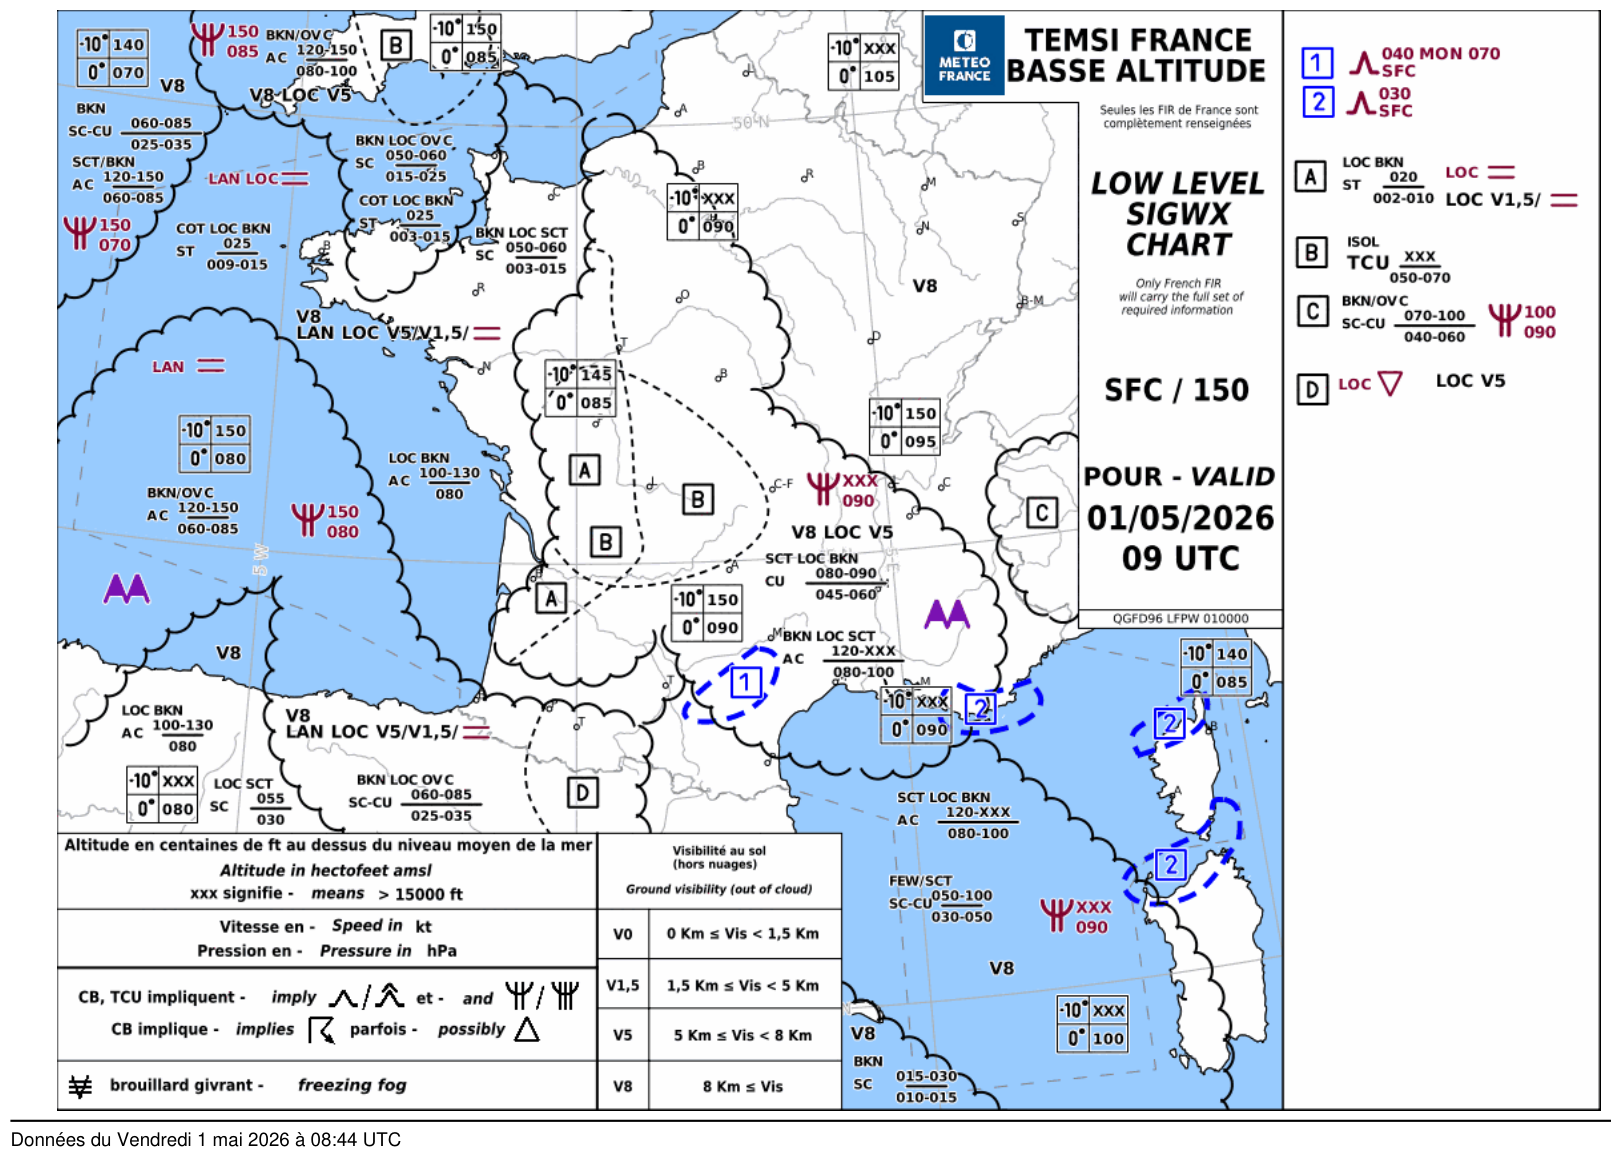 TEMSI FRANCE
BASSE ALTITUDE
METEO
FRANCE
Seules les FIR de France sont
complètement renseignées
LOW LEVEL
SIGWX
CHART
Only French FIR
will carry the full set of
required information
SFC / 150
POUR - VALID
01/05/2026
09 UTC
QGFD96 LFPW 010000
1 040 MON 070
SFC
2 030
SFC
A LOC BKN
ST 020
002-010
LOC
LOC V1,5/
B ISOL
TCU XXX
050-070
C BKN/OVC
SC-CU 070-100
040-060
100
090
D LOC
LOC V5
-10° 140
0° 070
150
085
BKN/OVC
AC 120-150
080-100
B
-10° 150
0° 085
-10° XXX
0° 105
V8
V8 LOC V5
BKN
SC-CU 060-085
025-035
SCT/BKN
AC 120-150
060-085
150
070
LAN LOC
BKN LOC OVC
SC 050-060
015-025
COT LOC BKN
ST 025
003-015
COT LOC BKN
ST 025
009-015
BKN LOC SCT
SC 050-060
003-015
50°N
-10° XXX
0° 090
V8
V8
LAN LOC V5/V1,5/
LAN
-10° 150
0° 080
BKN/OVC
AC 120-150
060-085
150
080
LOC BKN
AC 100-130
080
-10° 145
0° 085
A
B
B
A
-10° 150
0° 095
XXX
090
V8 LOC V5
C
SCT LOC BKN
CU 080-090
045-060
-10° 150
0° 090
BKN LOC SCT
AC 120-XXX
080-100
1
2
-10° XXX
0° 090
-10° 140
0° 085
2
2
5°W
V8
LOC BKN
AC 100-130
080
-10° XXX
0° 080
LOC SCT
SC 055
030
V8
LAN LOC V5/V1,5/
BKN LOC OVC
SC-CU 060-085
025-035
D
SCT LOC BKN
AC 120-XXX
080-100
FEW/SCT
SC-CU 050-100
030-050
XXX
090
V8
-10° XXX
0° 100
V8
BKN
SC 015-030
010-015
Altitude en centaines de ft au dessus du niveau moyen de la mer
Altitude in hectofeet amsl
xxx signifie - means > 15000 ft
Vitesse en - Speed in kt
Pression en - Pressure in hPa
CB, TCU impliquent - imply / et - and /
CB implique - implies parfois - possibly
brouillard givrant - freezing fog
Visibilité au sol
(hors nuages)
Ground visibility (out of cloud)
V0 0 Km ≤ Vis < 1,5 Km
V1,5 1,5 Km ≤ Vis < 5 Km
V5 5 Km ≤ Vis < 8 Km
V8 8 Km ≤ Vis
Données du Vendredi 1 mai 2026 à 08:44 UTC